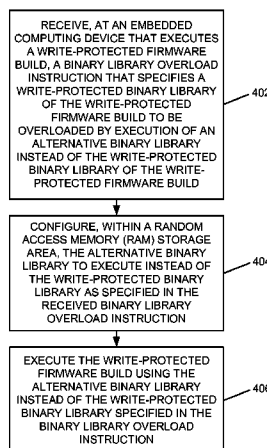 RECEIVE, AT AN EMBEDDED
COMPUTING DEVICE THAT EXECUTES
A WRITE-PROTECTED FIRMWARE
BUILD, A BINARY LIBRARY OVERLOAD
INSTRUCTION THAT SPECIFIES A
WRITE-PROTECTED BINARY LIBRARY
OF THE WRITE-PROTECTED
FIRMWARE BUILD TO BE
OVERLOADED BY EXECUTION OF AN
ALTERNATIVE BINARY LIBRARY
INSTEAD OF THE WRITE-PROTECTED
BINARY LIBRARY OF THE WRITE-
PROTECTED FIRMWARE BUILD
402
CONFIGURE, WITHIN A RANDOM
ACCESS MEMORY (RAM) STORAGE
AREA, THE ALTERNATIVE BINARY
LIBRARY TO EXECUTE INSTEAD OF
THE WRITE-PROTECTED BINARY
LIBRARY AS SPECIFIED IN THE
RECEIVED BINARY LIBRARY
OVERLOAD INSTRUCTION
404
EXECUTE THE WRITE-PROTECTED
FIRMWARE BUILD USING THE
ALTERNATIVE BINARY LIBRARY
INSTEAD OF THE WRITE-PROTECTED
BINARY LIBRARY SPECIFIED IN THE
BINARY LIBRARY OVERLOAD
INSTRUCTION
406